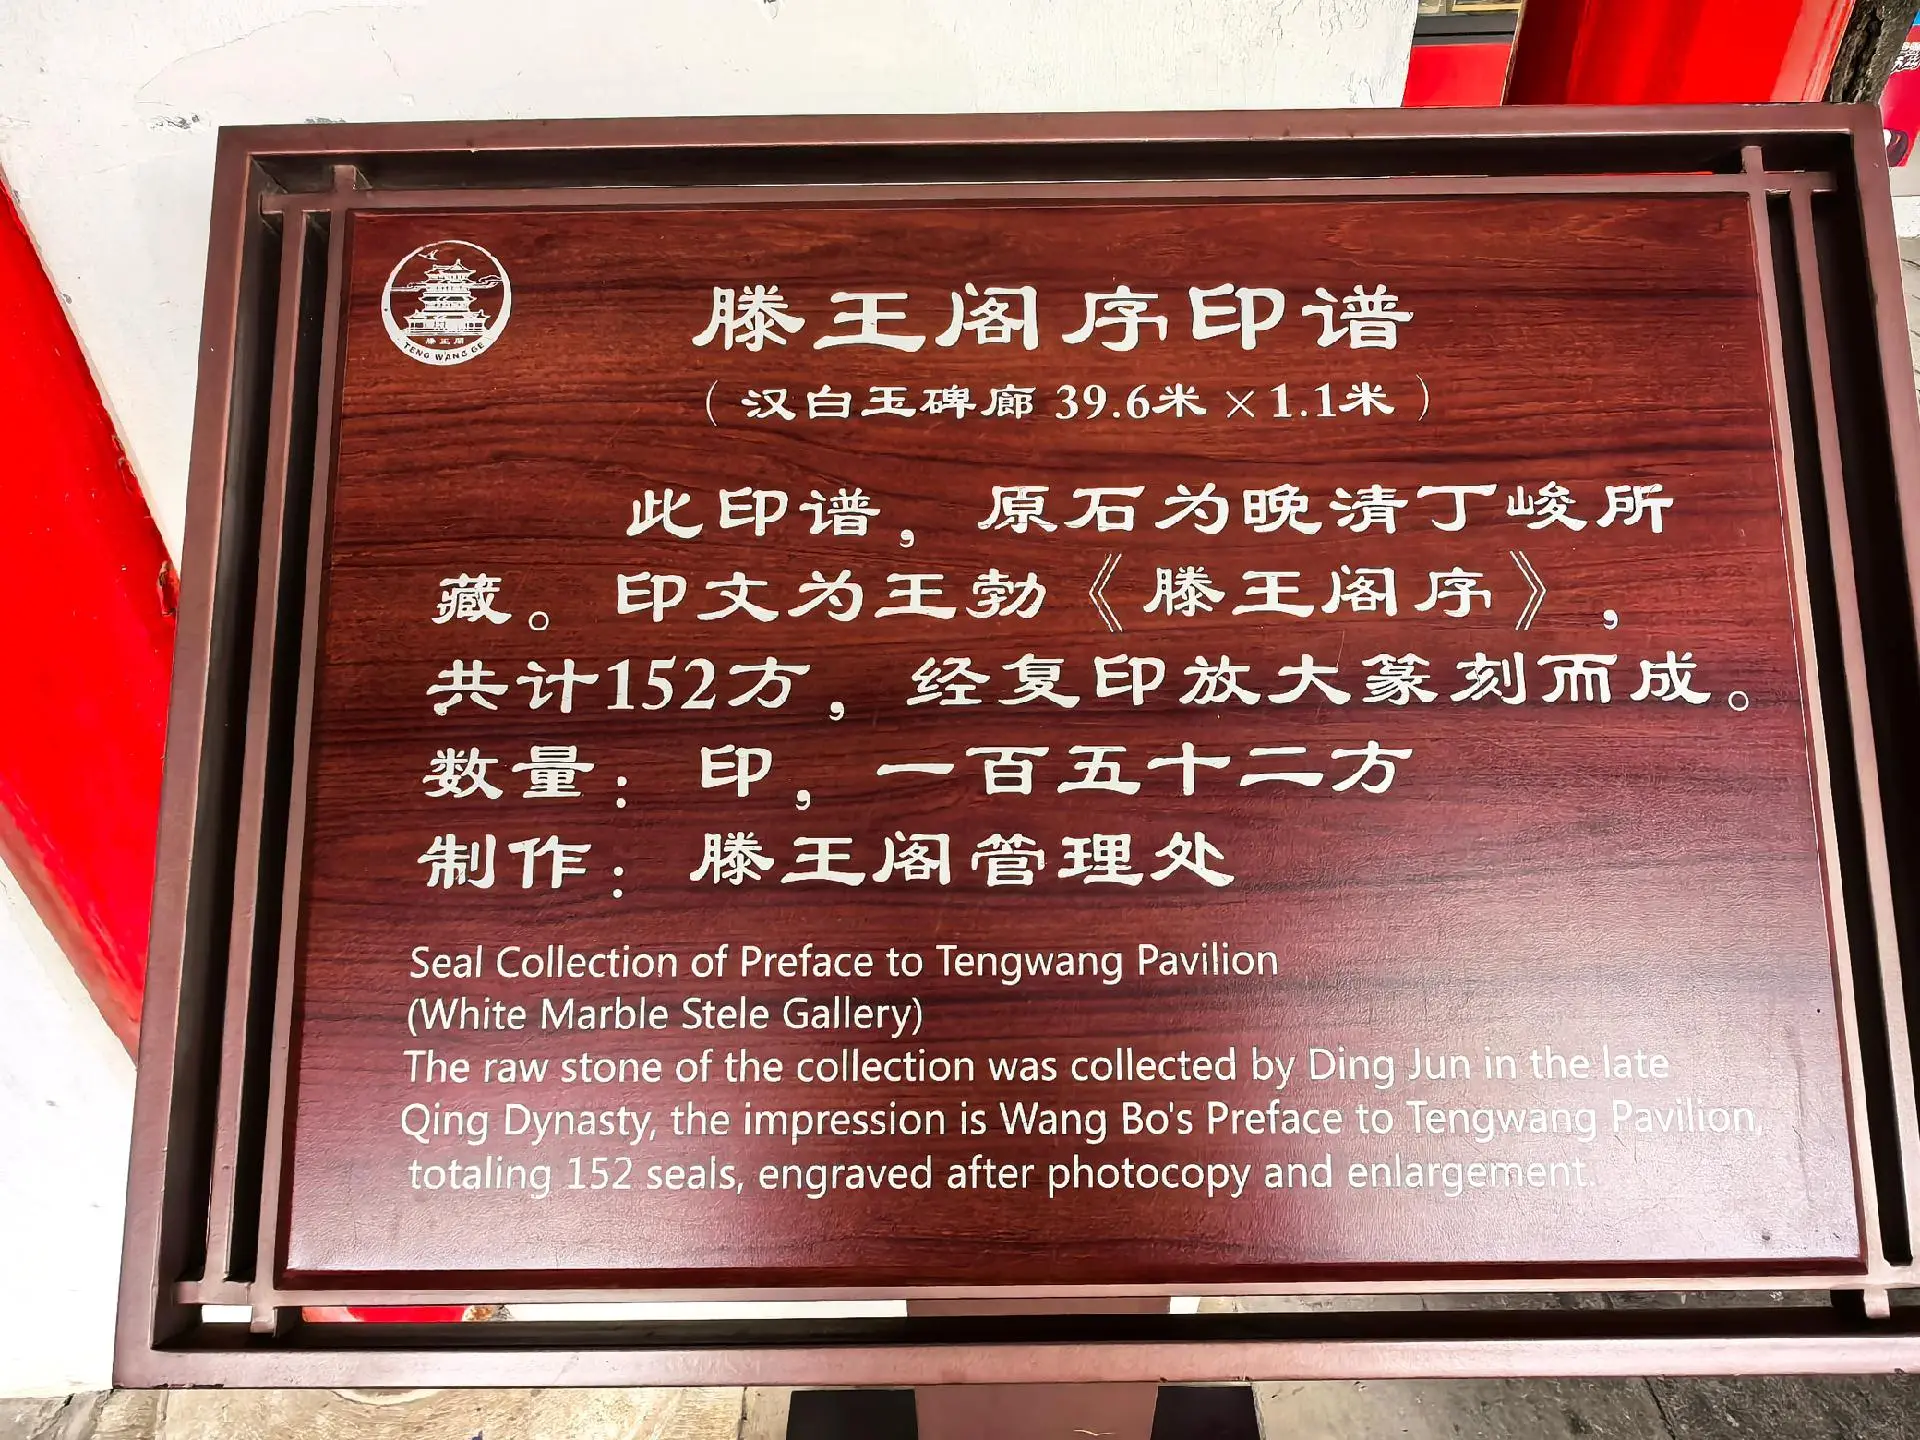 滕王阁
TENG WANG GE
滕王阁序印谱
（汉白玉碑廊 39.6米×1.1米）
此印谱，原石为晚清丁峻所
藏。印文为王勃《滕王阁序》，
共计152方，经复印放大篆刻而成。
数量：印，一百五十二方
制作：滕王阁管理处
Seal Collection of Preface to Tengwang Pavilion
(White Marble Stele Gallery)
The raw stone of the collection was collected by Ding Jun in the late
Qing Dynasty, the impression is Wang Bo's Preface to Tengwang Pavilion,
totaling 152 seals, engraved after photocopy and enlargement.